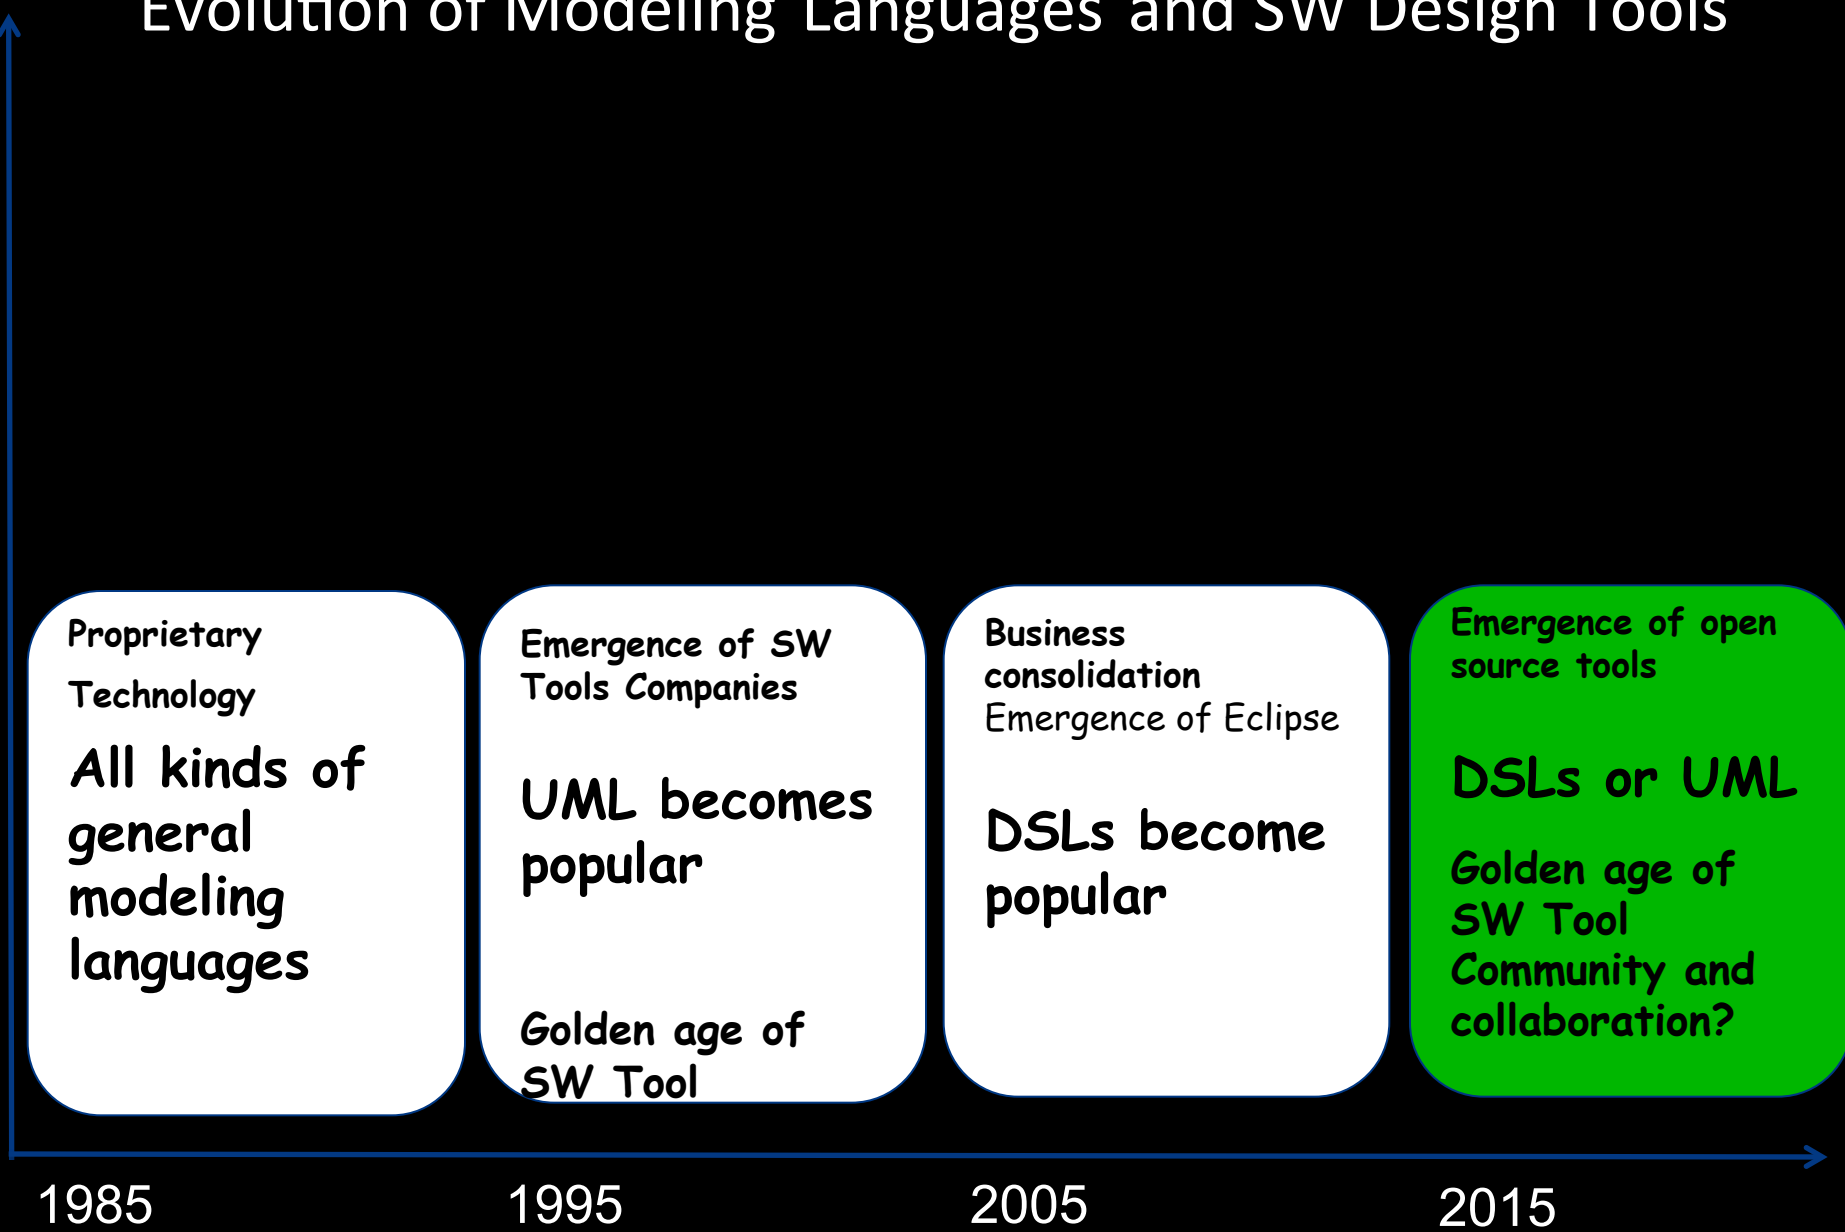 Evolution of Modeling Languages and SW Design Tools
Proprietary
Technology
All kinds of
general
modeling
languages
Emergence of SW
Tools Companies
UML becomes
popular
Golden age of
SW Tool
Business
consolidation
Emergence of Eclipse
DSLs become
popular
Emergence of open
source tools
DSLs or UML
Golden age of
SW Tool
Community and
collaboration?
1985
1995
2005
2015